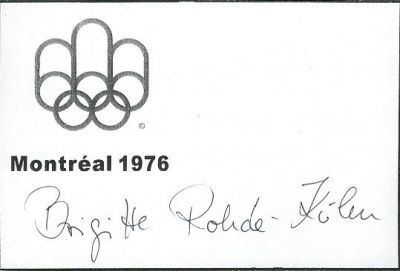 ©
Montréal 1976
Brigitte Rohde-Köhn